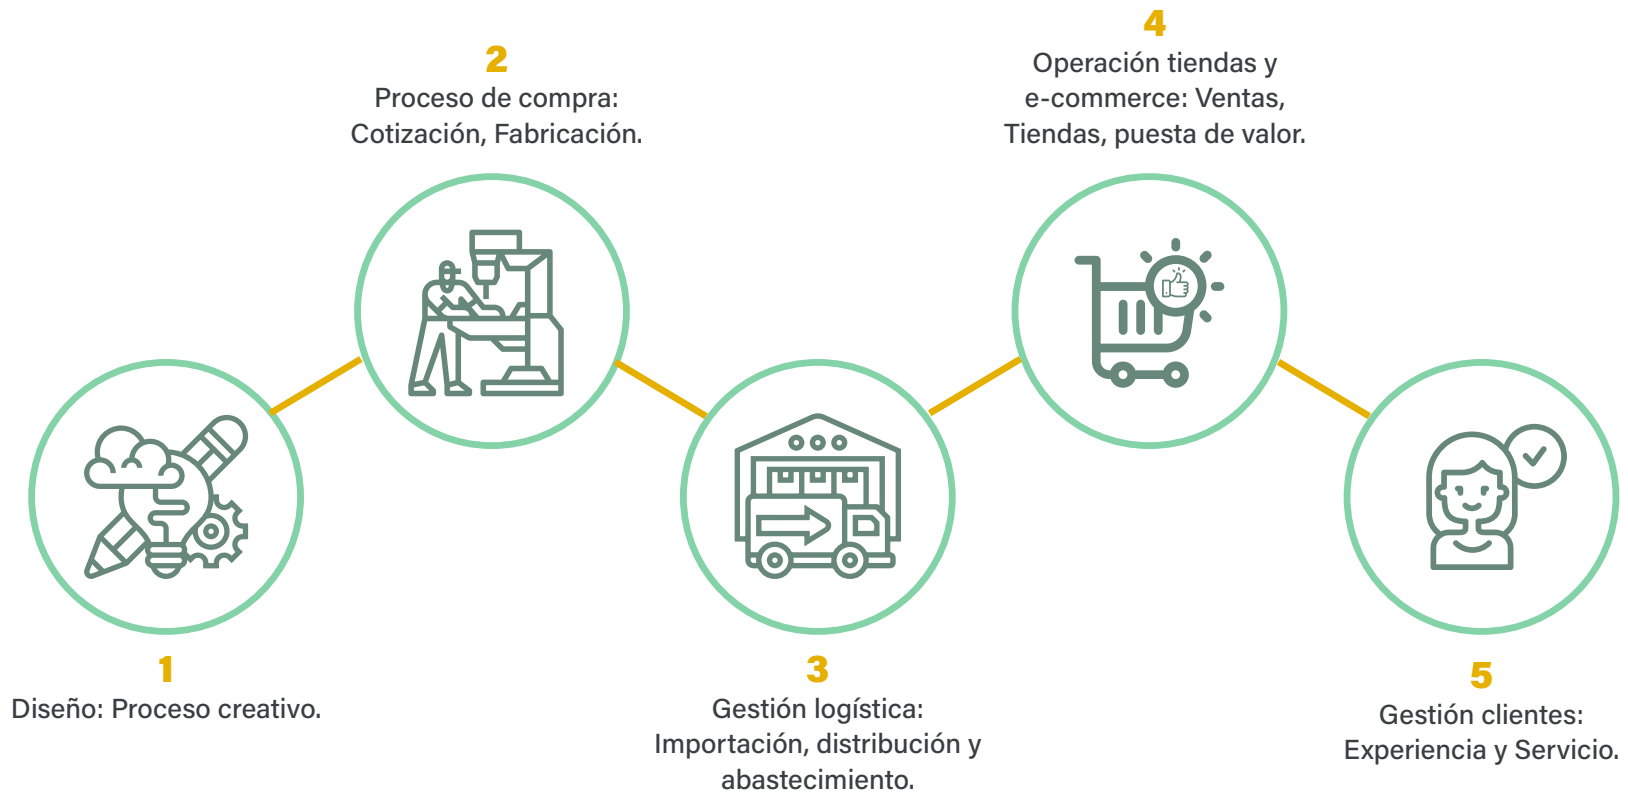 1
Diseño: Proceso creativo.
2
Proceso de compra:
Cotización, Fabricación.
3
Gestión logística:
Importación, distribución y
abastecimiento.
4
Operación tiendas y
e-commerce: Ventas,
Tiendas, puesta de valor.
5
Gestión clientes:
Experiencia y Servicio.